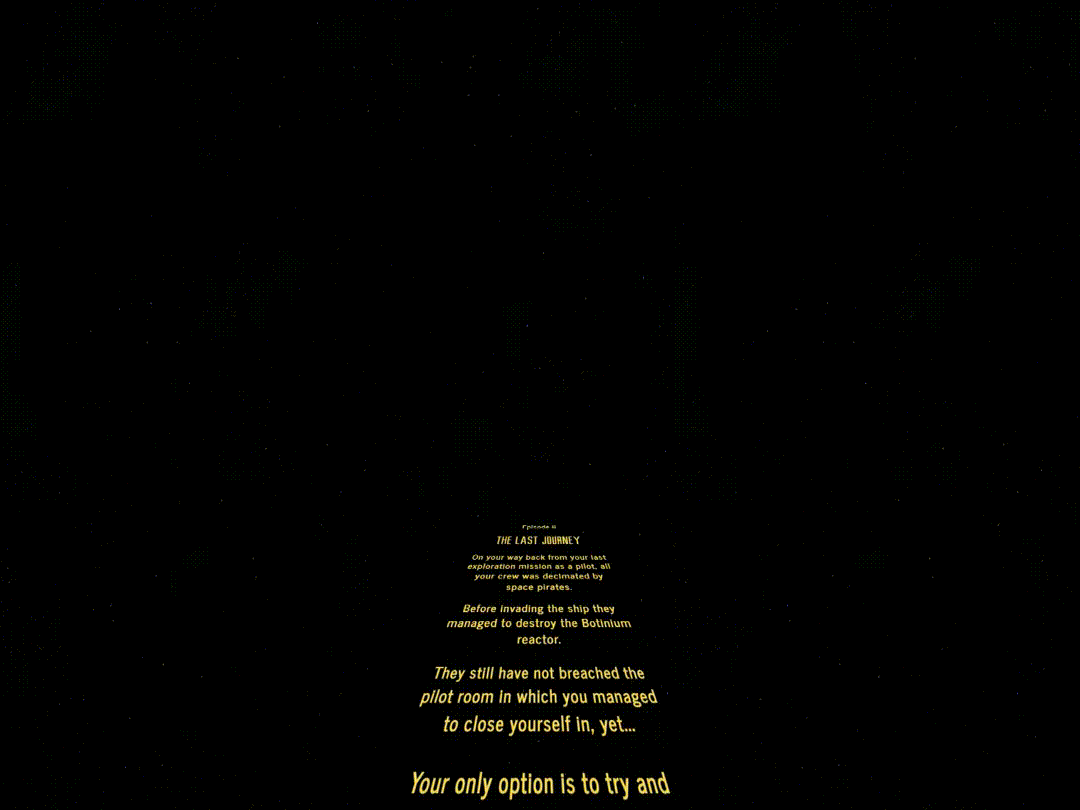 Episode II
THE LAST JOURNEY
On your way back from your last
exploration mission as a pilot, all
your crew was decimated by
space pirates.
Before invading the ship they
managed to destroy the Botinium
reactor.
They still have not breached the
pilot room in which you managed
to close yourself in, yet...
Your only option is to try and